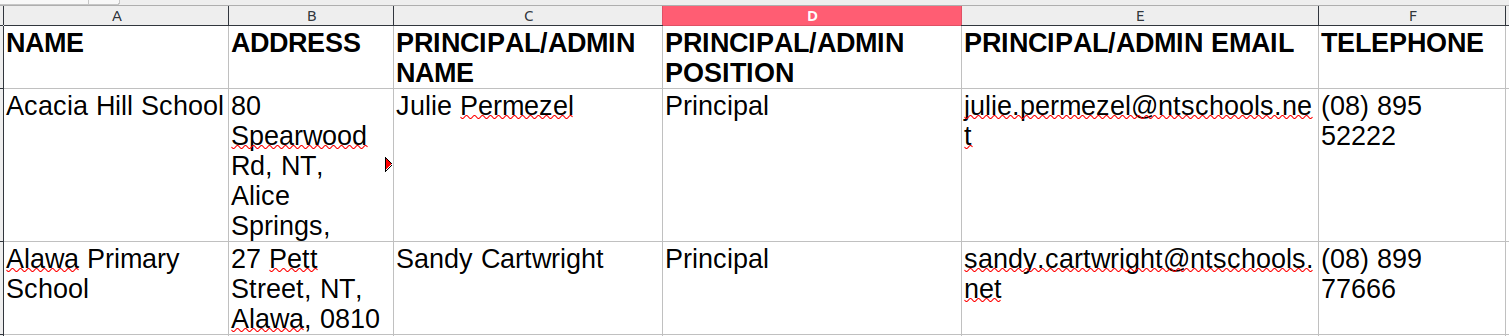 A B C D E F
NAME ADDRESS PRINCIPAL/ADMIN NAME PRINCIPAL/ADMIN POSITION PRINCIPAL/ADMIN EMAIL TELEPHONE
Acacia Hill School 80 Spearwood Rd, NT, Alice Springs, Julie Permezel Principal julie.permezel@ntschools.net (08) 895 52222
Alawa Primary School 27 Pett Street, NT, Alawa, 0810 Sandy Cartwright Principal sandy.cartwright@ntschools.net (08) 899 77666